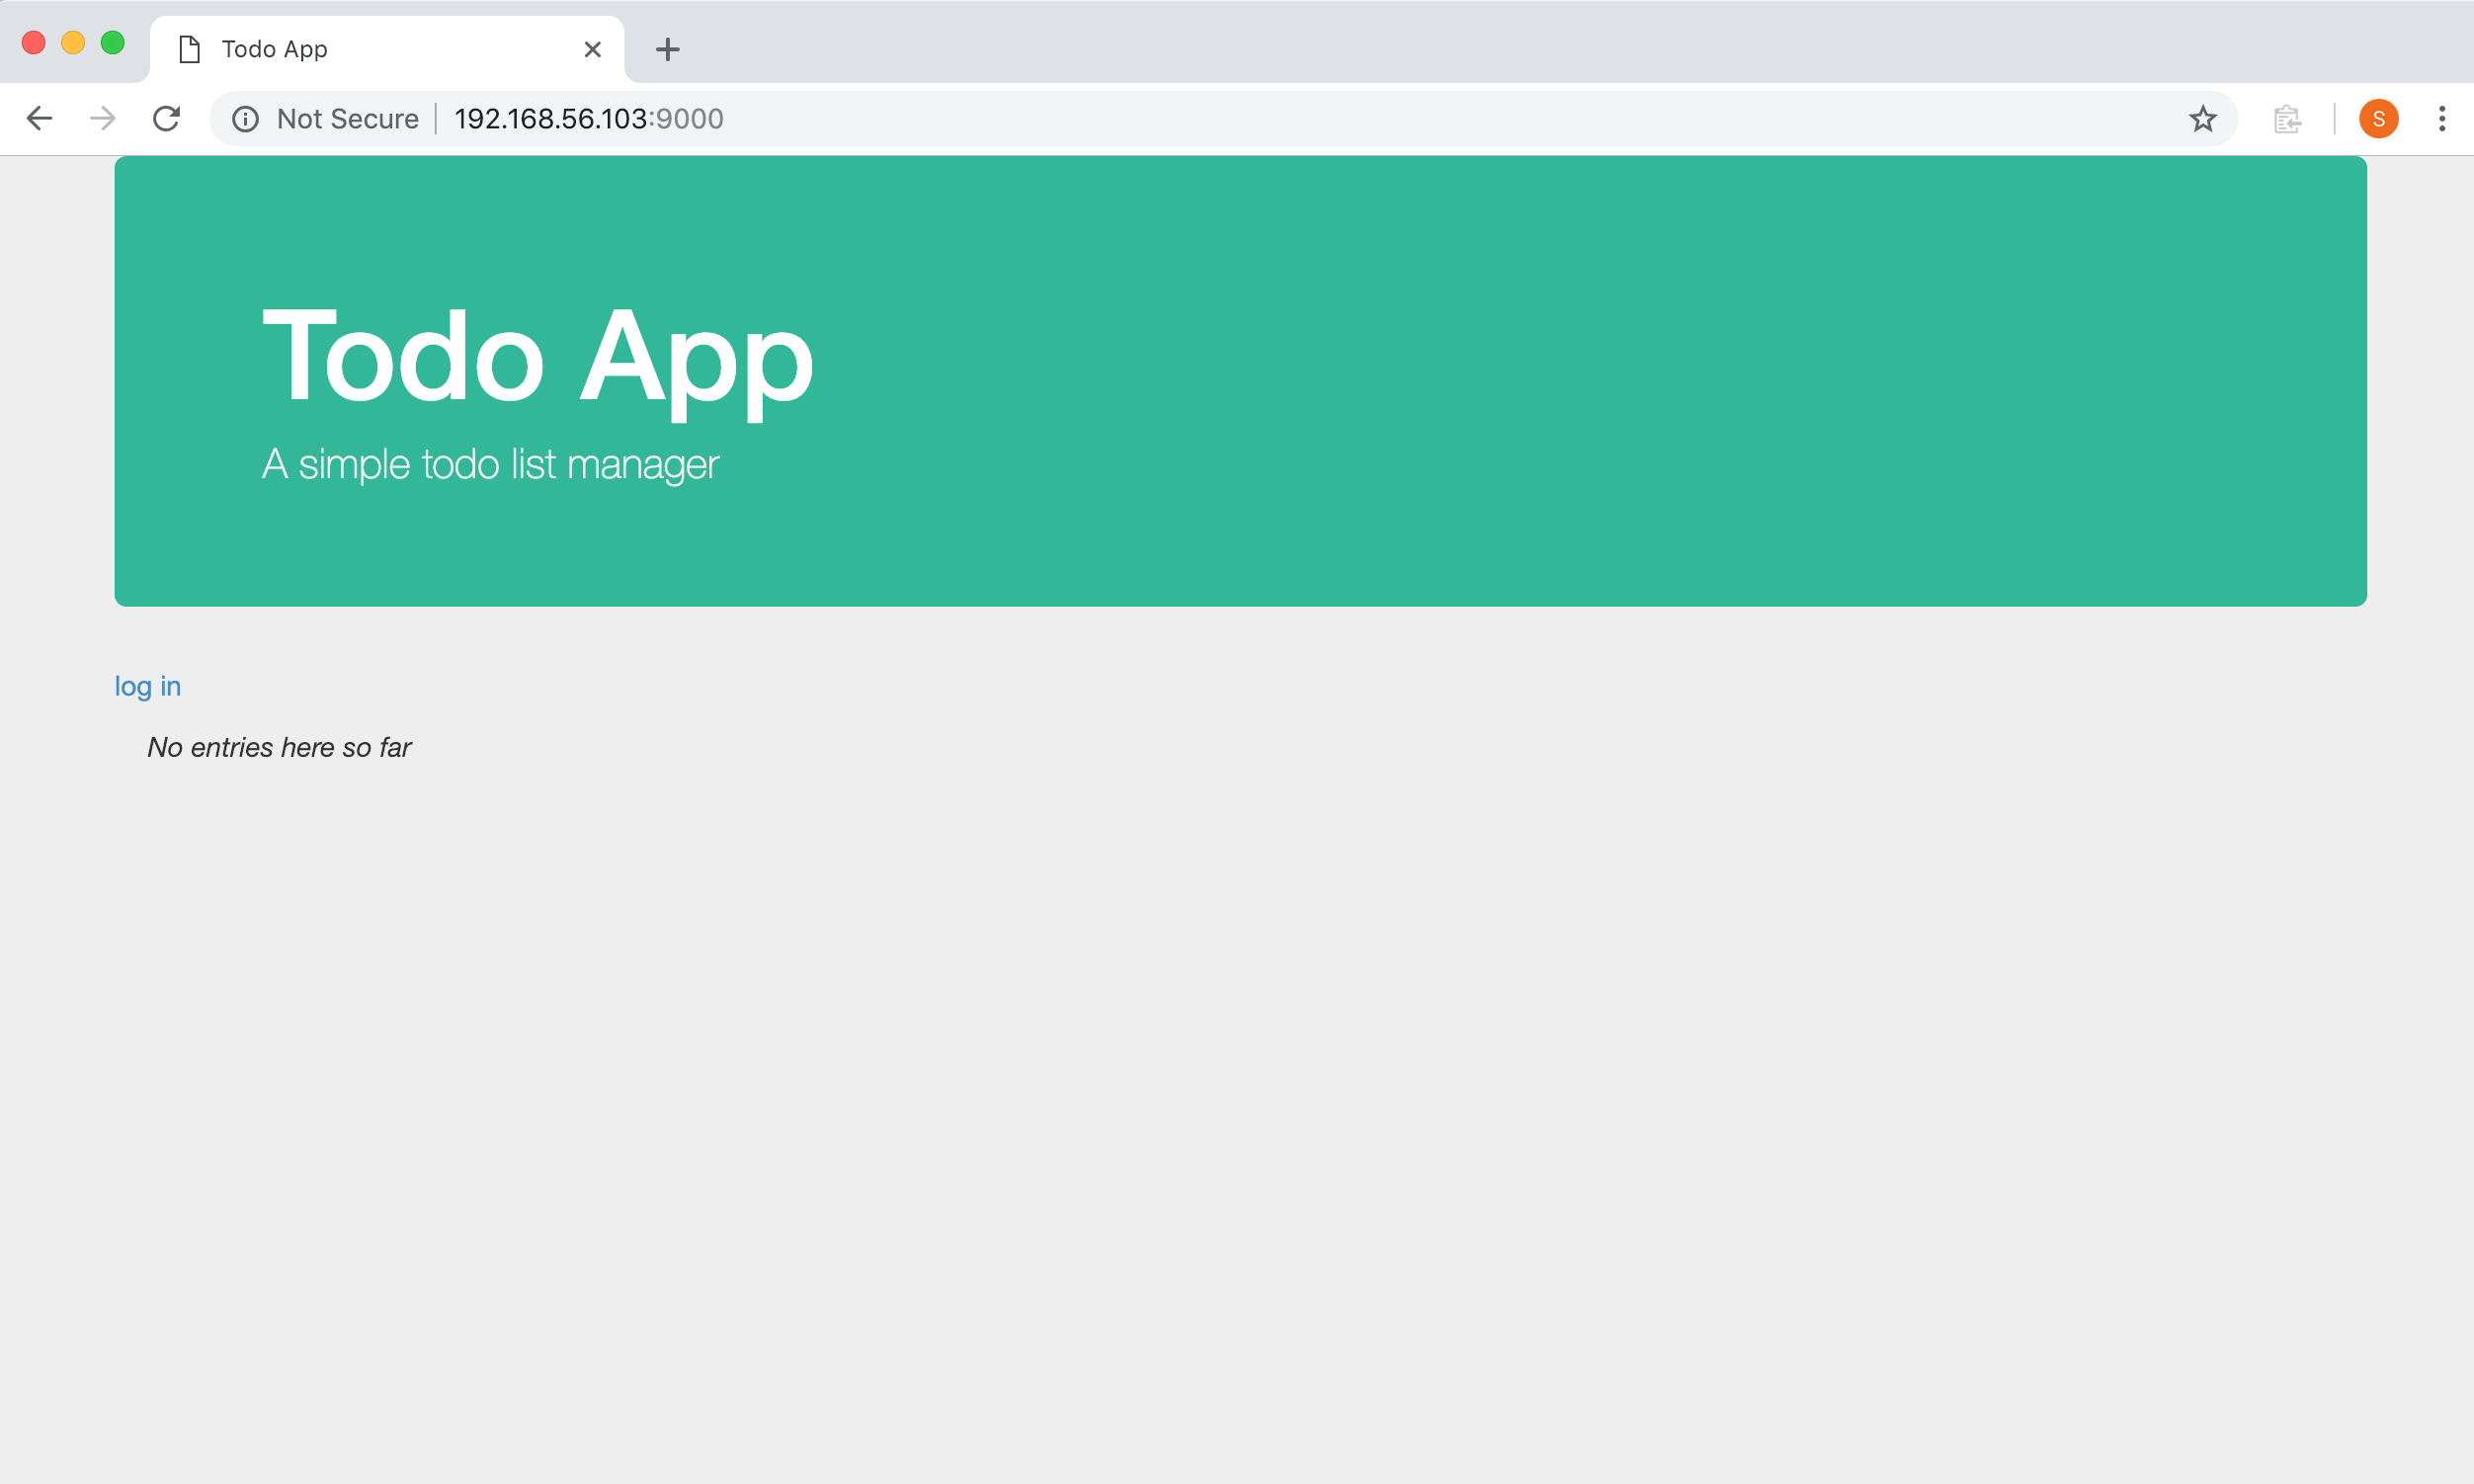 Todo App
Not Secure 192.168.56.103:9000
S
Todo App
A simple todo list manager
log in
No entries here so far